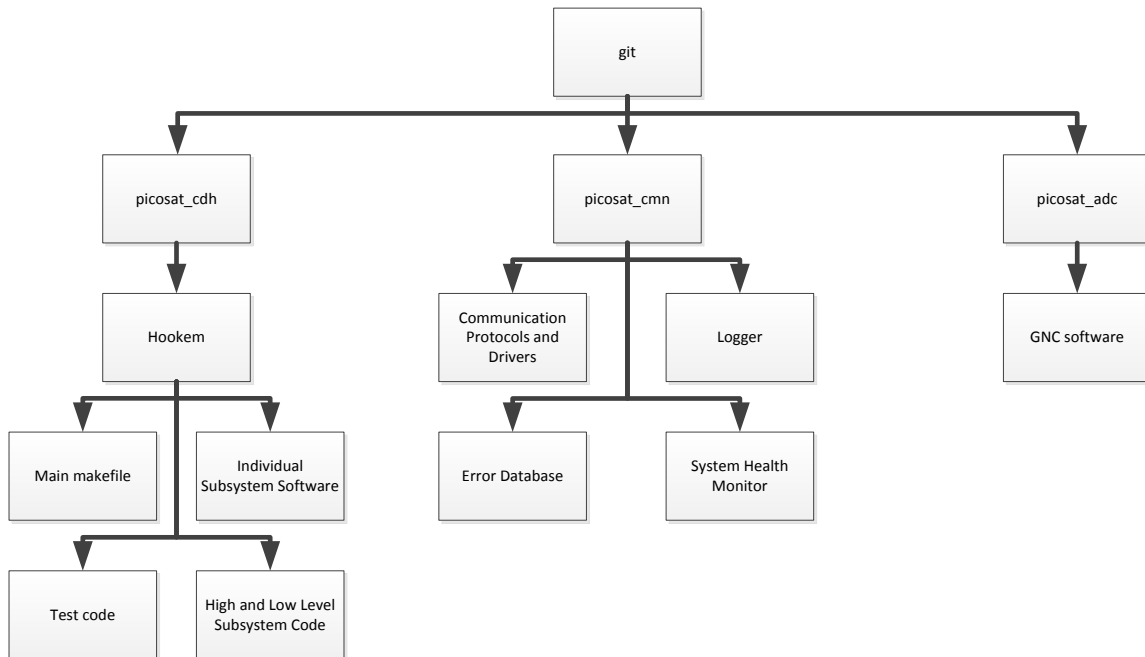 git
picosat_cdh
picosat_cmn
picosat_adc
Hookem
Communication
Protocols and
Drivers
Logger
GNC software
Main makefile
Individual
Subsystem Software
Error Database
System Health
Monitor
Test code
High and Low Level
Subsystem Code